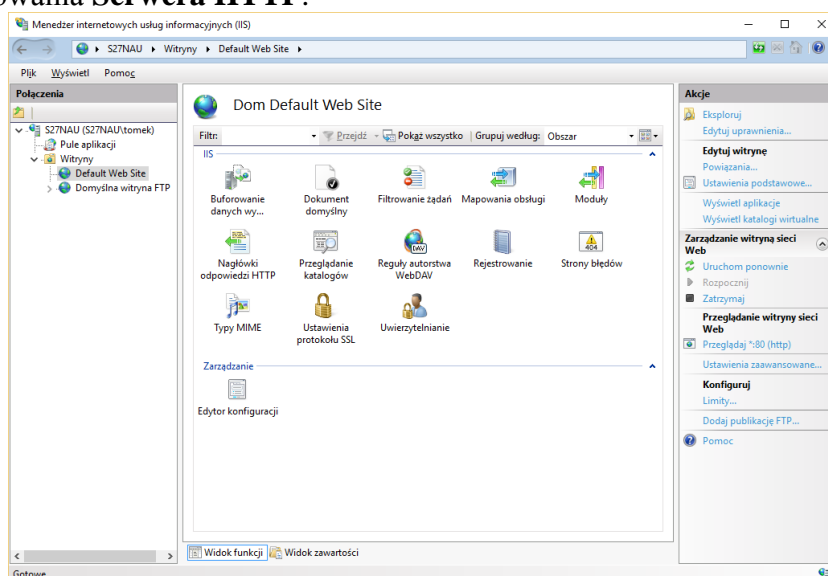 owania Serwera HTTP.
Menedżer internetowych usług informacyjnych (IIS)
S27NAU
Witryny
Default Web Site
Plik Wyświetl Pomoc
Połączenia
S27NAU (S27NAU\tomek)
Pule aplikacji
Witryny
Default Web Site
Domyślna witryna FTP
Dom Default Web Site
Filtr: Przejdź Pokaż wszystko Grupuj według: Obszar
IIS
Buforowanie danych wy...
Dokument domyślny
Filtrowanie żądań
Mapowania obsługi
Moduły
Nagłówki odpowiedzi HTTP
Przeglądanie katalogów
Reguły autorstwa WebDAV
Rejestrowanie
Strony błędów
Typy MIME
Ustawienia protokołu SSL
Uwierzytelnianie
Zarządzanie
Edytor konfiguracji
Widok funkcji Widok zawartości
Akcje
Eksploruj
Edytuj uprawnienia...
Edytuj witrynę
Powiązania...
Ustawienia podstawowe...
Wyświetl aplikacje
Wyświetl katalogi wirtualne
Zarządzanie witryną sieci
Web
Uruchom ponownie
Rozpocznij
Zatrzymaj
Przeglądanie witryny sieci
Web
Przeglądaj *:80 (http)
Ustawienia zaawansowane...
Konfiguruj
Limity...
Dodaj publikację FTP...
Pomoc
Gotowe